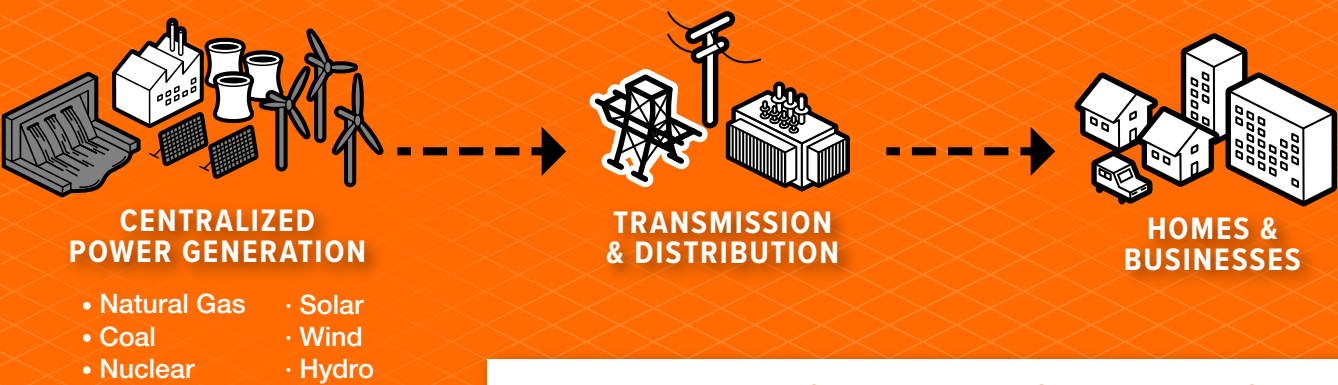 CENTRALIZED
POWER GENERATION
• Natural Gas
• Coal
• Nuclear
· Solar
· Wind
· Hydro
TRANSMISSION
& DISTRIBUTION
HOMES &
BUSINESSES